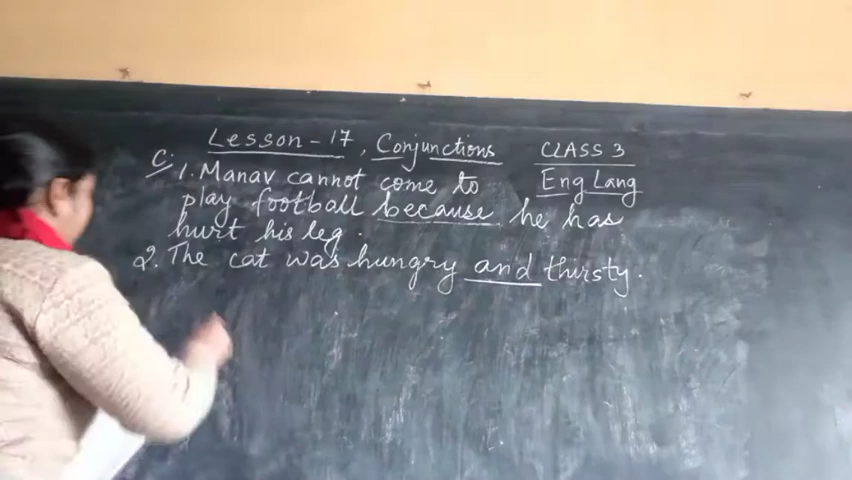 Lesson - 17, Conjunctions CLASS 3
Eng Lang
C. 1. Manav cannot come to
play football because he has
hurt his leg.
2. The cat was hungry and thirsty.